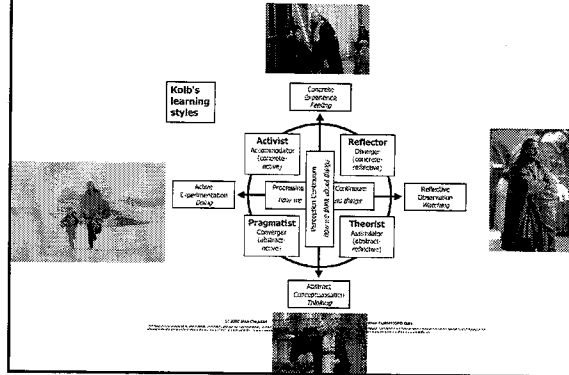 Kolb's
learning
styles
Concrete
Experience
Feeling
Activist
Accommodator
(concrete-
active)
Reflector
Diverger
(concrete-
reflective)
Active
Experimentation
Doing
Processing
Continuum
how we
do things
Perception Continuum
how we think about things
Reflective
Observation
Watching
Pragmatist
Converger
(abstract-
active)
Theorist
Assimilator
(abstract-
reflective)
Abstract
Conceptualisation
Thinking